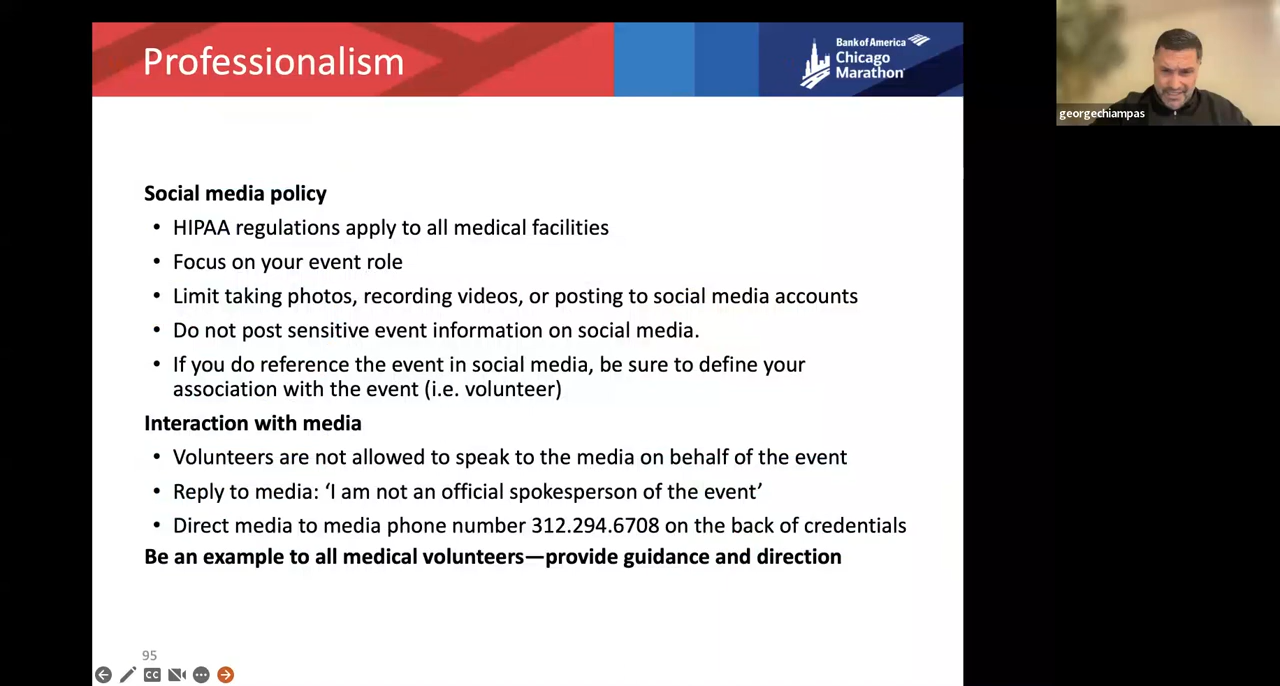 Professionalism
Bank of America
Chicago
Marathon
georgechiampas
Social media policy
• HIPAA regulations apply to all medical facilities
• Focus on your event role
• Limit taking photos, recording videos, or posting to social media accounts
• Do not post sensitive event information on social media.
• If you do reference the event in social media, be sure to define your
association with the event (i.e. volunteer)
Interaction with media
• Volunteers are not allowed to speak to the media on behalf of the event
• Reply to media: ‘I am not an official spokesperson of the event’
• Direct media to media phone number 312.294.6708 on the back of credentials
Be an example to all medical volunteers—provide guidance and direction
95
CC